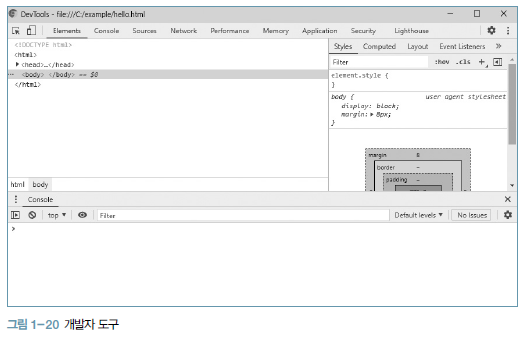 DevTools - file:///C:/example/hello.html
Elements Console Sources Network Performance Memory Application Security Lighthouse
<!DOCTYPE html>
<html>
<head>…</head>
<body> </body> == $0
</html>
html body
Styles Computed Layout Event Listeners »
Filter :hov .cls +
element.style {
}
body { user agent stylesheet
display: block;
margin: 8px;
}
margin 8
border -
padding -
Console
top Filter Default levels No Issues
>
그림 1-20 개발자 도구